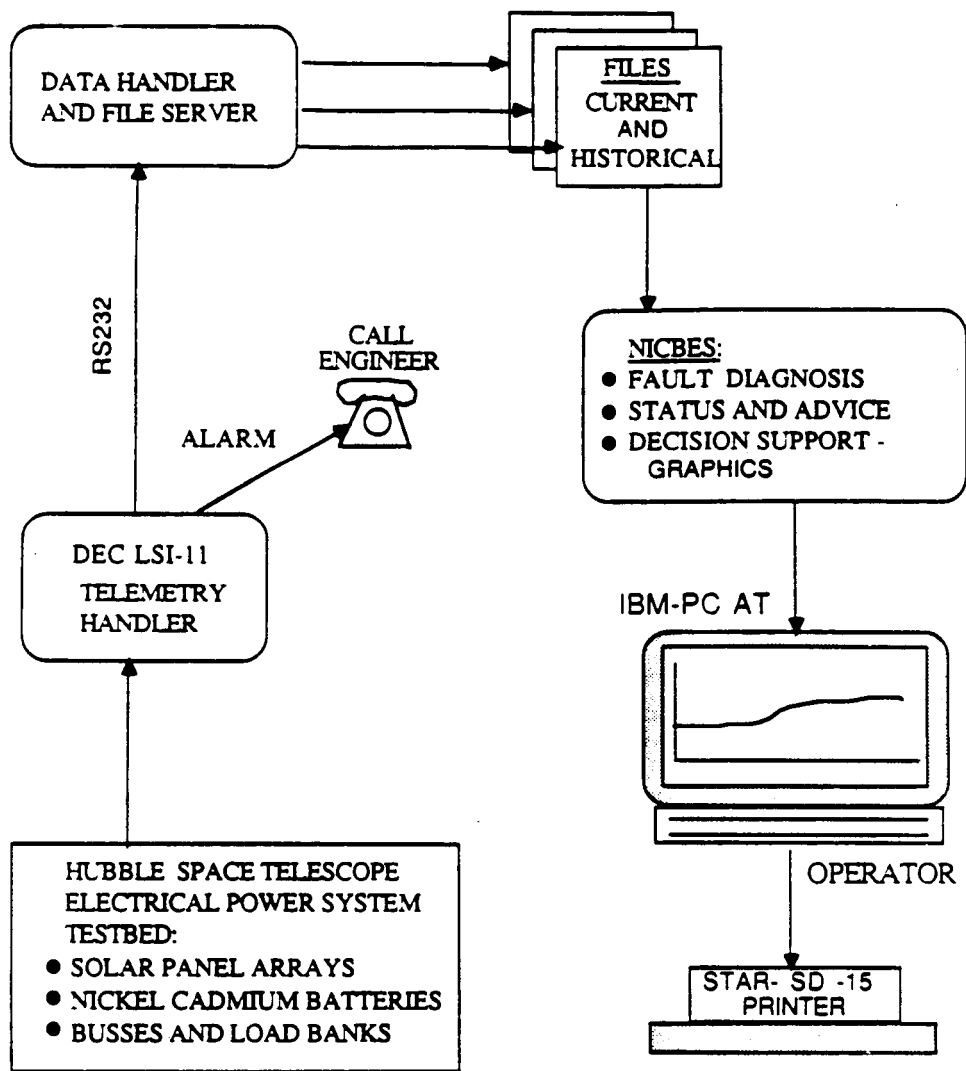 DATA HANDLER
AND FILE SERVER
FILES
CURRENT
AND
HISTORICAL
RS232
CALL
ENGINEER
ALARM
NICBES:
● FAULT DIAGNOSIS
● STATUS AND ADVICE
● DECISION SUPPORT -
GRAPHICS
DEC LSI-11
TELEMETRY
HANDLER
IBM-PC AT
OPERATOR
HUBBLE SPACE TELESCOPE
ELECTRICAL POWER SYSTEM
TESTBED:
● SOLAR PANEL ARRAYS
● NICKEL CADMIUM BATTERIES
● BUSSES AND LOAD BANKS
STAR- SD -15
PRINTER